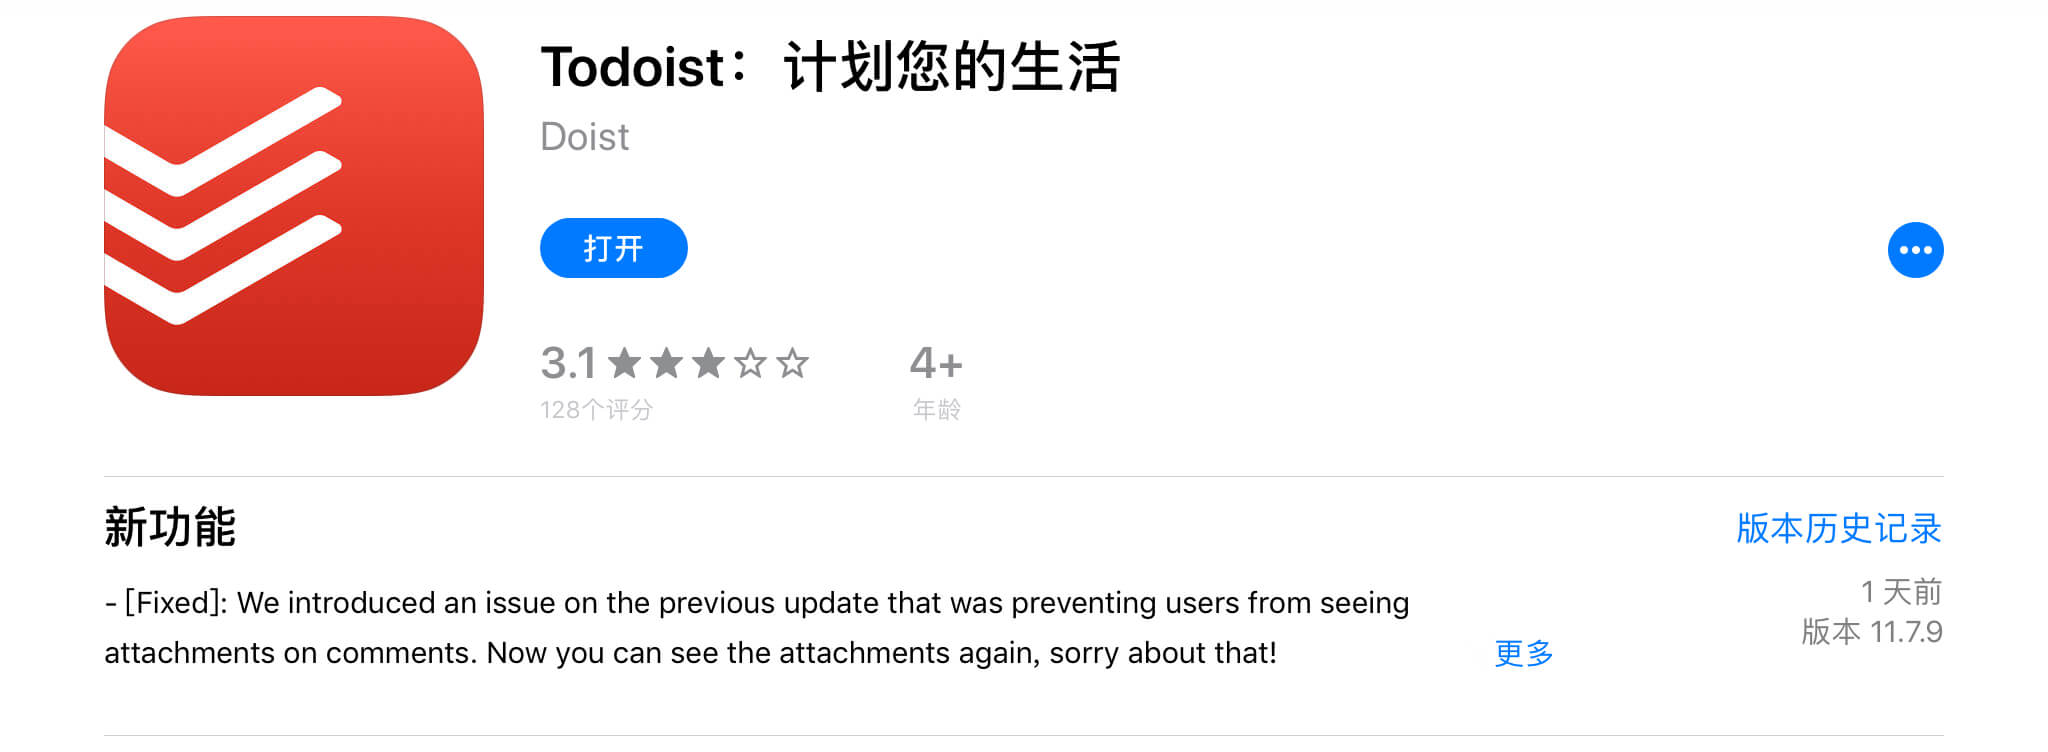 Todoist：计划您的生活
Doist
打开
3.1
4+
128个评分
年龄
新功能
版本历史记录
- [Fixed]: We introduced an issue on the previous update that was preventing users from seeing
attachments on comments. Now you can see the attachments again, sorry about that!
更多
1 天前
版本 11.7.9